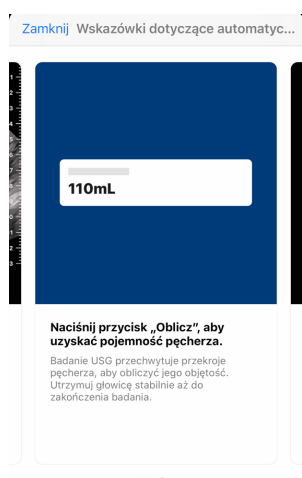 Zamknij Wskazówki dotyczące automatyc...
110mL
Naciśnij przycisk „Oblicz”, aby
uzyskać pojemność pęcherza.
Badanie USG przechwytuje przekroje
pęcherza, aby obliczyć jego objętość.
Utrzymuj głowicę stabilnie aż do
zakończenia badania.